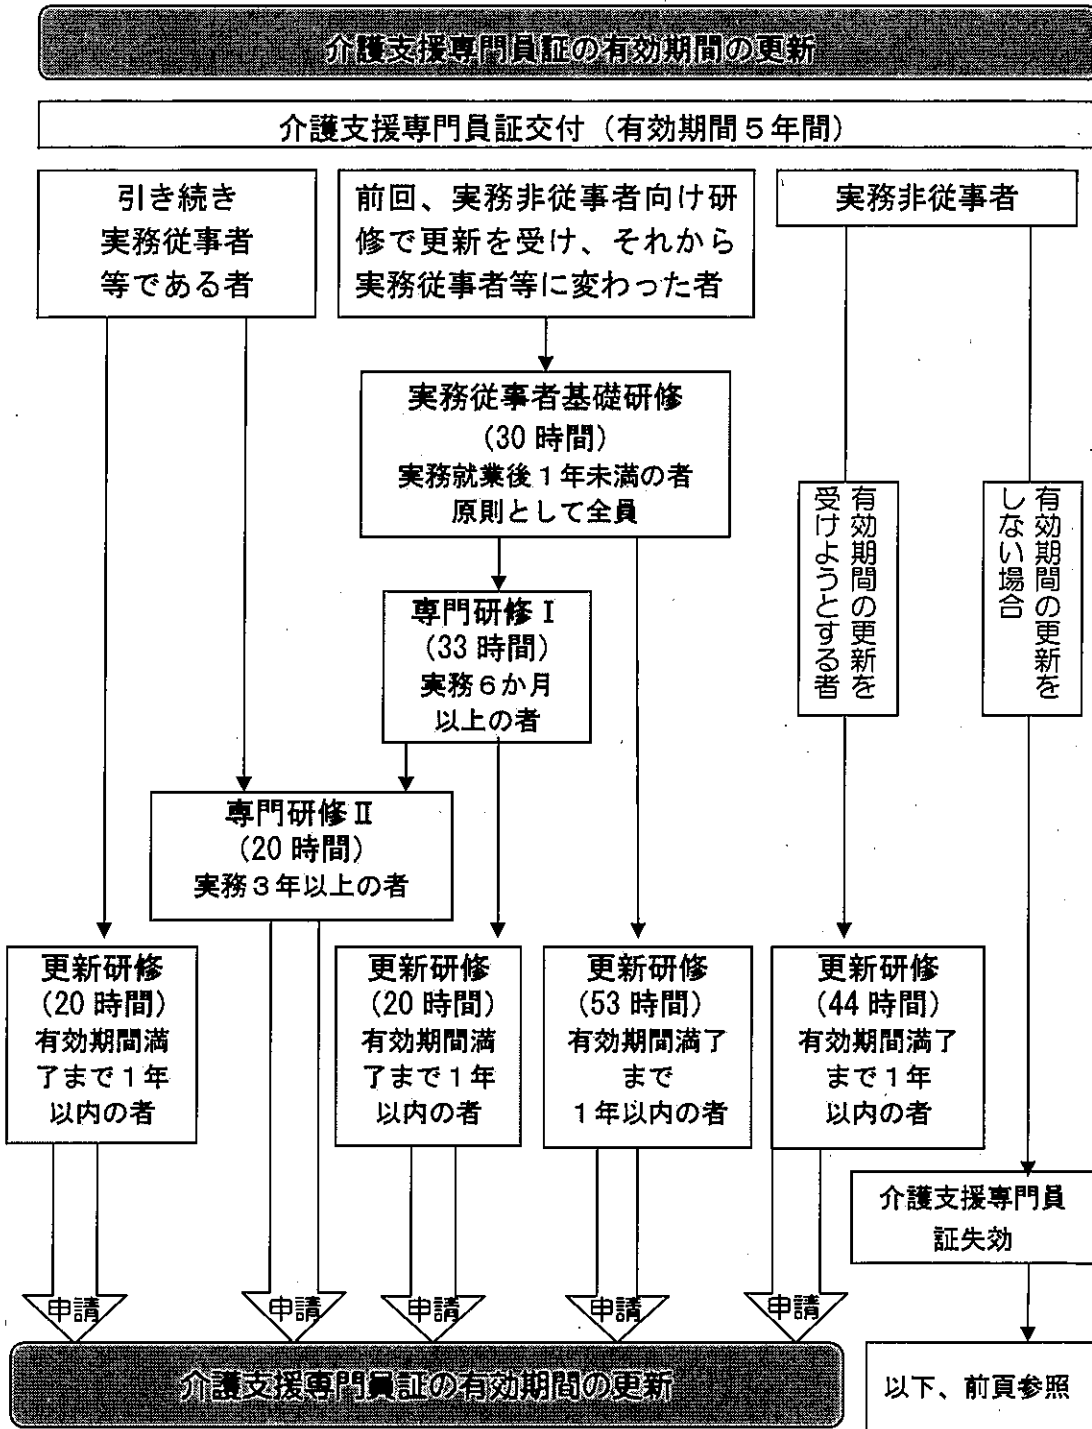 介護支援専門員証の有効期間の更新
介護支援専門員証交付（有効期間５年間）
引き続き
実務従事者
等である者
前回、実務非従事者向け研
修で更新を受け、それから
実務従事者等に変わった者
実務非従事者
実務従事者基礎研修
（30 時間）
実務就業後１年未満の者
原則として全員
有効期間の更新を
受けようとする者
有効期間の更新を
しない場合
専門研修Ⅰ
（33 時間）
実務６か月
以上の者
専門研修Ⅱ
（20 時間）
実務３年以上の者
更新研修
（20 時間）
有効期間満
了まで１年
以内の者
更新研修
（20 時間）
有効期間満
了まで１年
以内の者
更新研修
（53 時間）
有効期間満了
まで
１年以内の者
更新研修
（44 時間）
有効期間満了
まで１年
以内の者
介護支援専門員
証失効
申請
申請
申請
申請
申請
介護支援専門員証の有効期間の更新
以下、前頁参照